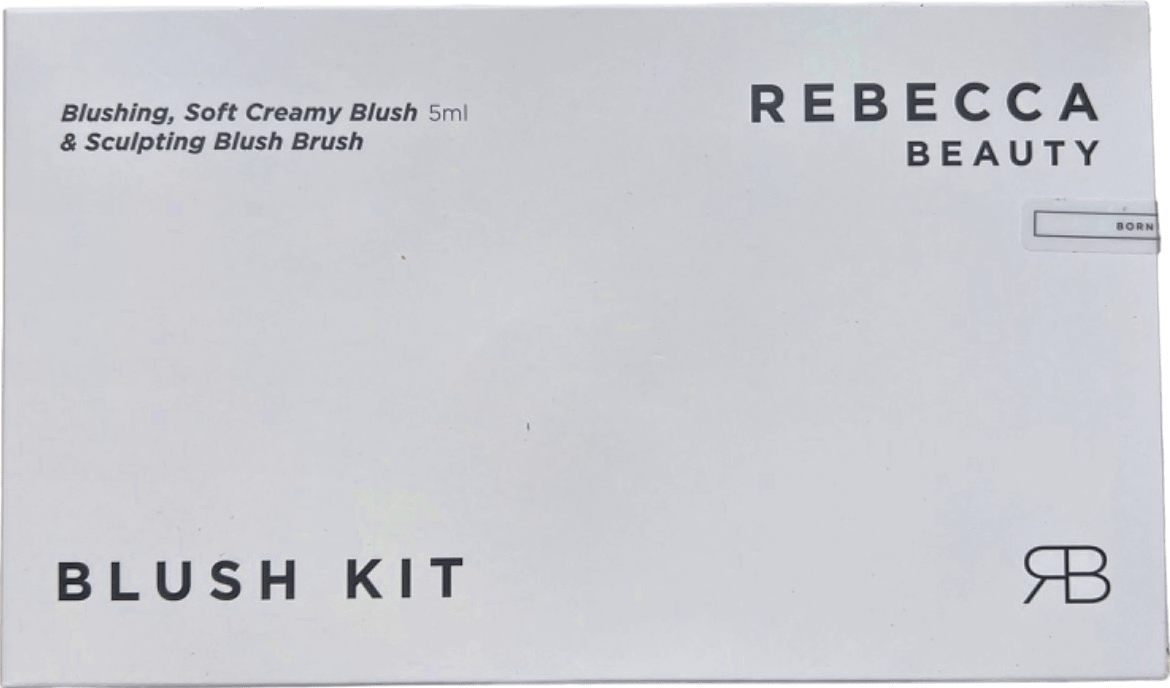 Blushing, Soft Creamy Blush 5ml
& Sculpting Blush Brush
REBECCA
BEAUTY
BORN
BLUSH KIT
RB